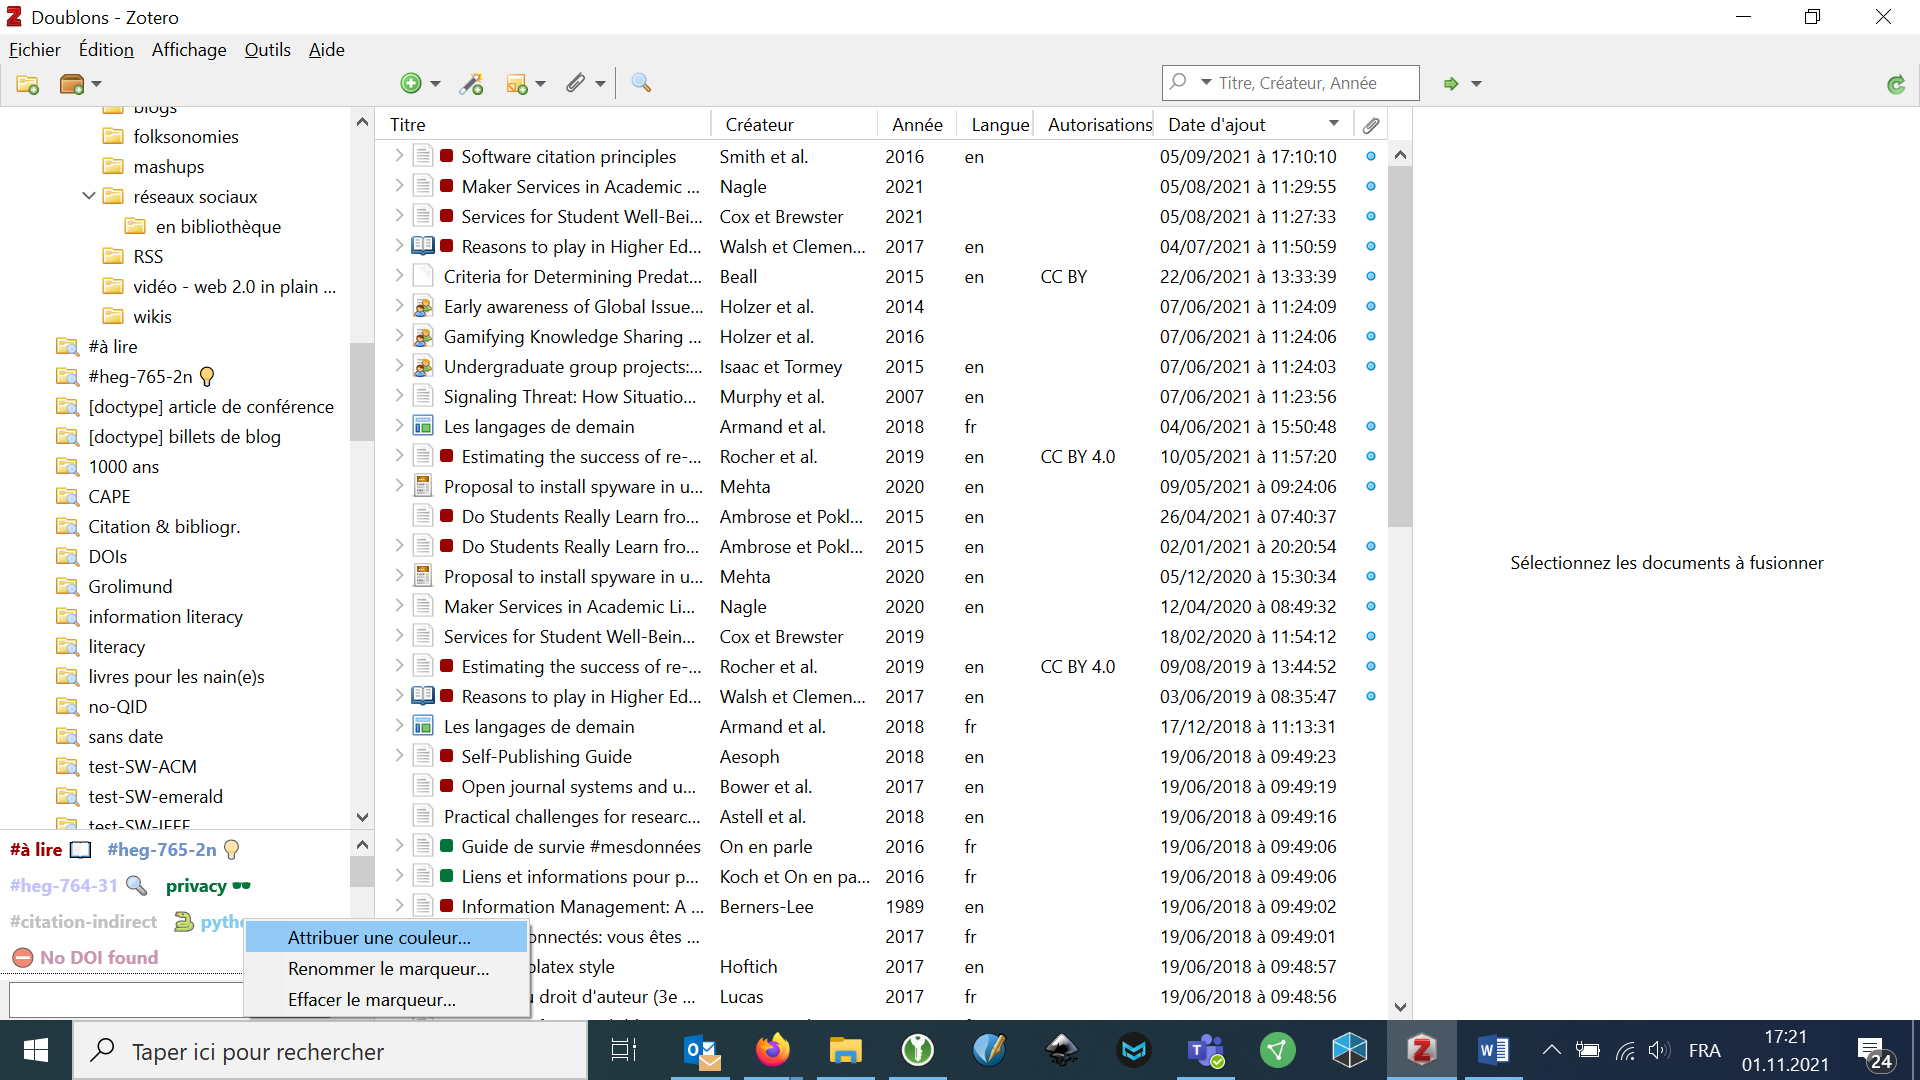 Doublons - Zotero
Fichier Édition Affichage Outils Aide
Titre, Créateur, Année
blogs
folksonomies
mashups
réseaux sociaux
en bibliothèque
RSS
vidéo - web 2.0 in plain ...
wikis
#à lire
#heg-765-2n
[doctype] article de conférence
[doctype] billets de blog
1000 ans
CAPE
Citation & bibliogr.
DOIs
Grolimund
information literacy
literacy
livres pour les nain(e)s
no-QID
sans date
test-SW-ACM
test-SW-emerald
test-SW-IEEE
#à lire #heg-765-2n
#heg-764-31 privacy
#citation-indirect pytho
No DOI found
Attribuer une couleur...
Renommer le marqueur...
Effacer le marqueur...
Titre Créateur Année Langue Autorisations Date d'ajout
Software citation principles Smith et al. 2016 en 05/09/2021 à 17:10:10
Maker Services in Academic ... Nagle 2021 05/08/2021 à 11:29:55
Services for Student Well-Bei... Cox et Brewster 2021 05/08/2021 à 11:27:33
Reasons to play in Higher Ed... Walsh et Clemen... 2017 en 04/07/2021 à 11:50:59
Criteria for Determining Predat... Beall 2015 en CC BY 22/06/2021 à 13:33:39
Early awareness of Global Issue... Holzer et al. 2014 07/06/2021 à 11:24:09
Gamifying Knowledge Sharing ... Holzer et al. 2016 07/06/2021 à 11:24:06
Undergraduate group projects:... Isaac et Tormey 2015 en 07/06/2021 à 11:24:03
Signaling Threat: How Situatio... Murphy et al. 2007 en 07/06/2021 à 11:23:56
Les langages de demain Armand et al. 2018 fr 04/06/2021 à 15:50:48
Estimating the success of re-... Rocher et al. 2019 en CC BY 4.0 10/05/2021 à 11:57:20
Proposal to install spyware in u... Mehta 2020 en 09/05/2021 à 09:24:06
Do Students Really Learn fro... Ambrose et Pokl... 2015 en 26/04/2021 à 07:40:37
Do Students Really Learn fro... Ambrose et Pokl... 2015 en 02/01/2021 à 20:20:54
Proposal to install spyware in u... Mehta 2020 en 05/12/2020 à 15:30:34
Maker Services in Academic Li... Nagle 2020 en 12/04/2020 à 08:49:32
Services for Student Well-Bein... Cox et Brewster 2019 18/02/2020 à 11:54:12
Estimating the success of re-... Rocher et al. 2019 en CC BY 4.0 09/08/2019 à 13:44:52
Reasons to play in Higher Ed... Walsh et Clemen... 2017 en 03/06/2019 à 08:35:47
Les langages de demain Armand et al. 2018 fr 17/12/2018 à 11:13:31
Self-Publishing Guide Aesoph 2018 en 19/06/2018 à 09:49:23
Open journal systems and u... Bower et al. 2017 en 19/06/2018 à 09:49:19
Practical challenges for researc... Astell et al. 2018 en 19/06/2018 à 09:49:16
Guide de survie #mesdonnées On en parle 2016 fr 19/06/2018 à 09:49:06
Liens et informations pour p... Koch et On en pa... 2016 fr 19/06/2018 à 09:49:06
Information Management: A ... Berners-Lee 1989 en 19/06/2018 à 09:49:02
onnectés: vous êtes ... 2017 fr 19/06/2018 à 09:49:01
platex style Hoftich 2017 en 19/06/2018 à 09:48:57
u droit d'auteur (3e ... Lucas 2017 fr 19/06/2018 à 09:48:56
Sélectionnez les documents à fusionner
Taper ici pour rechercher
FRA
17:21
01.11.2021
24